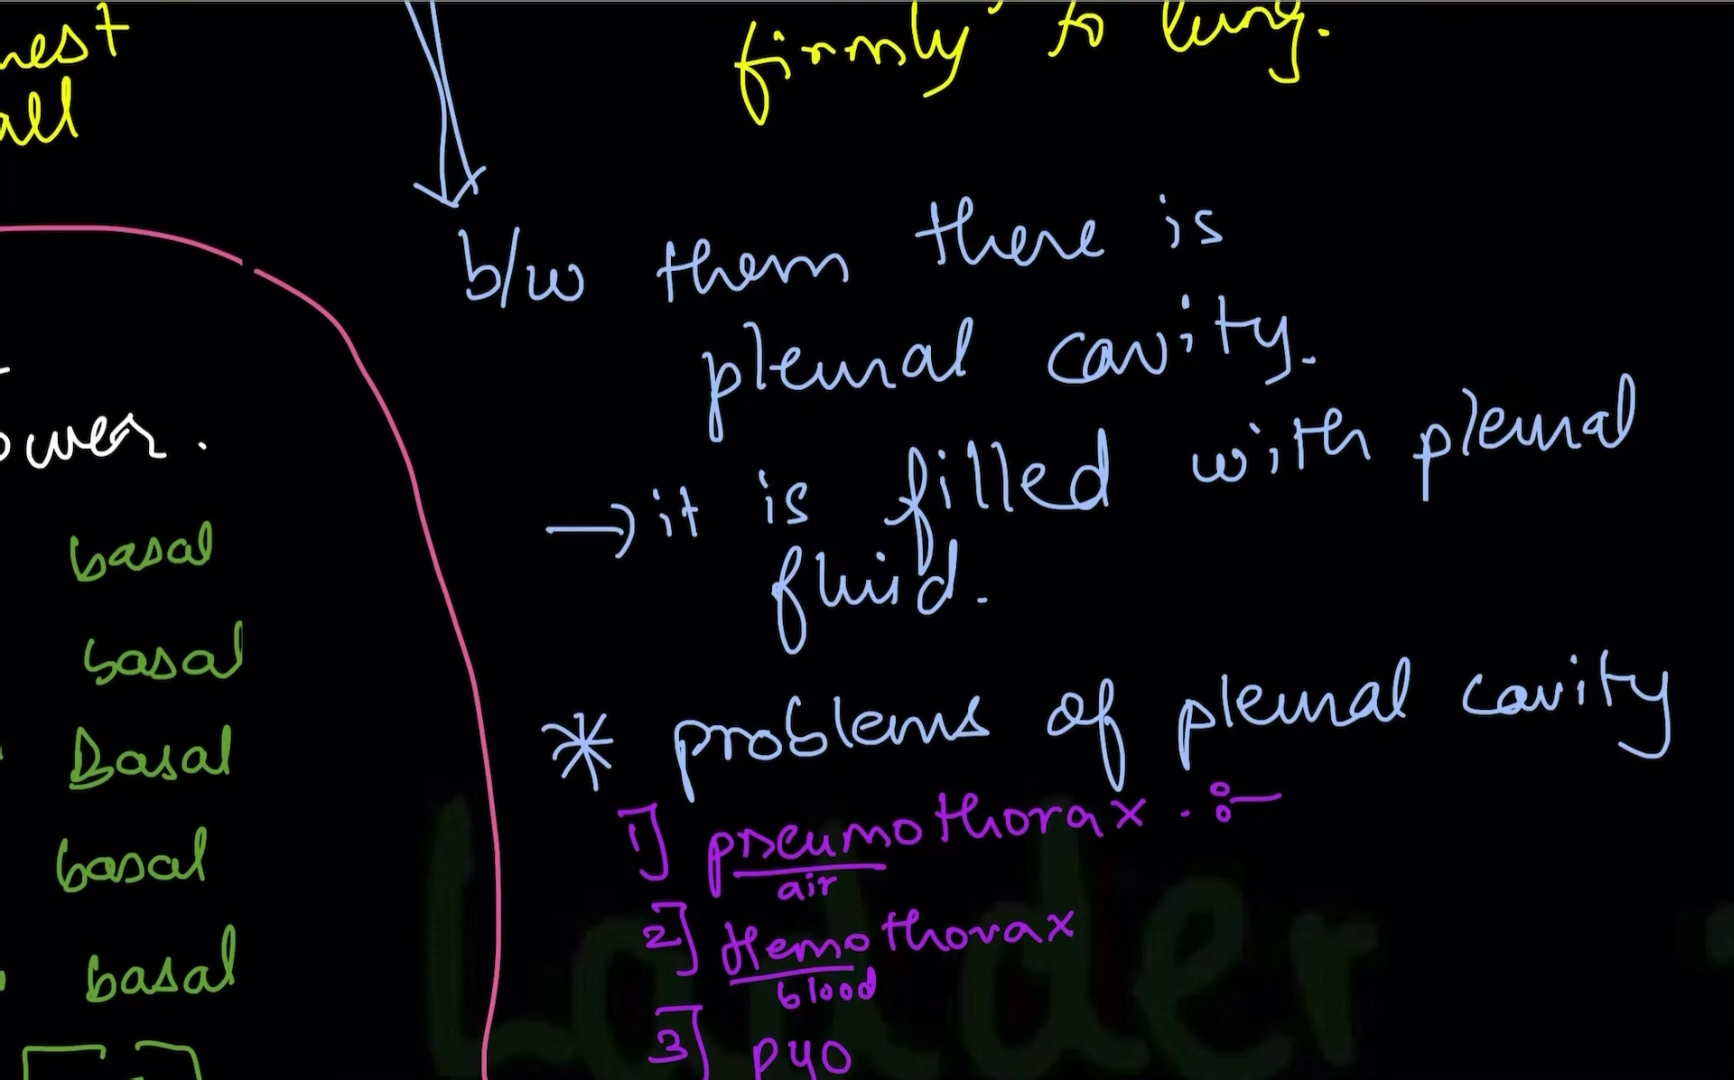 nest
all
firmly to lung.
b/w them there is
pleural cavity.
→ it is filled with pleural
fluid.
* problems of pleural cavity
1] pneumothorax . :-
air
2] Hemothorax
blood
3] pyo
ower.
basal
basal
Basal
basal
basal
Ladder